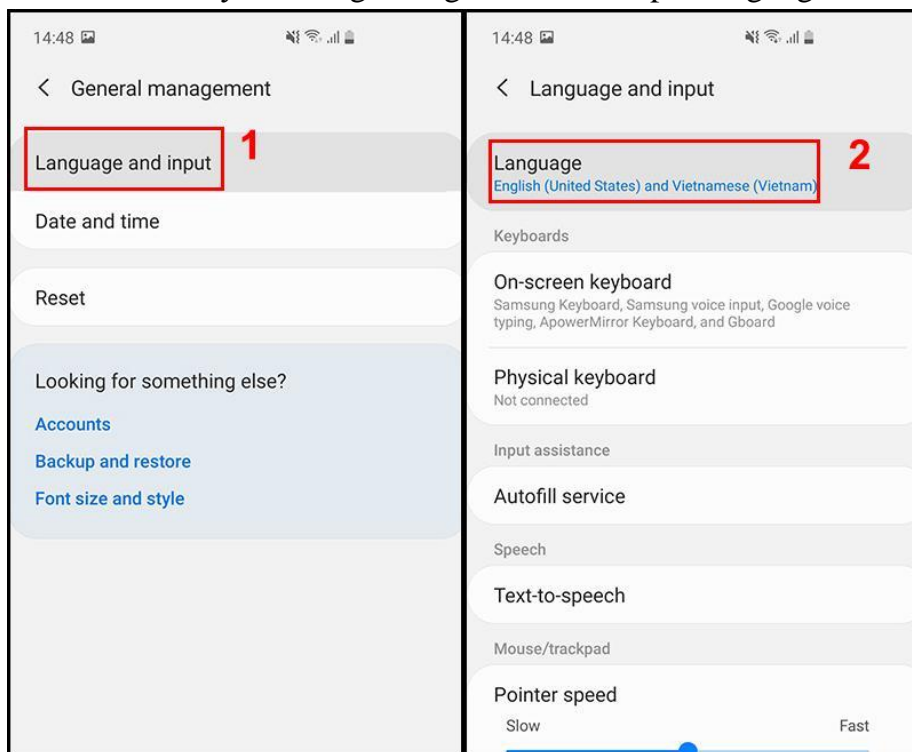 14:48
General management
Language and input
1
Date and time
Reset
Looking for something else?
Accounts
Backup and restore
Font size and style
14:48
Language and input
Language
2
English (United States) and Vietnamese (Vietnam)
Keyboards
On-screen keyboard
Samsung Keyboard, Samsung voice input, Google voice
typing, ApowerMirror Keyboard, and Gboard
Physical keyboard
Not connected
Input assistance
Autofill service
Speech
Text-to-speech
Mouse/trackpad
Pointer speed
Slow Fast